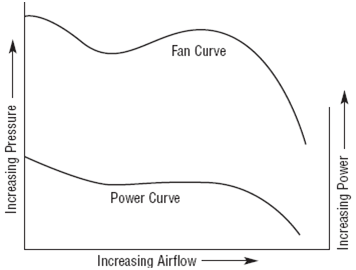 Fan Curve
Increasing Pressure
Power Curve
Increasing Power
Increasing Airflow